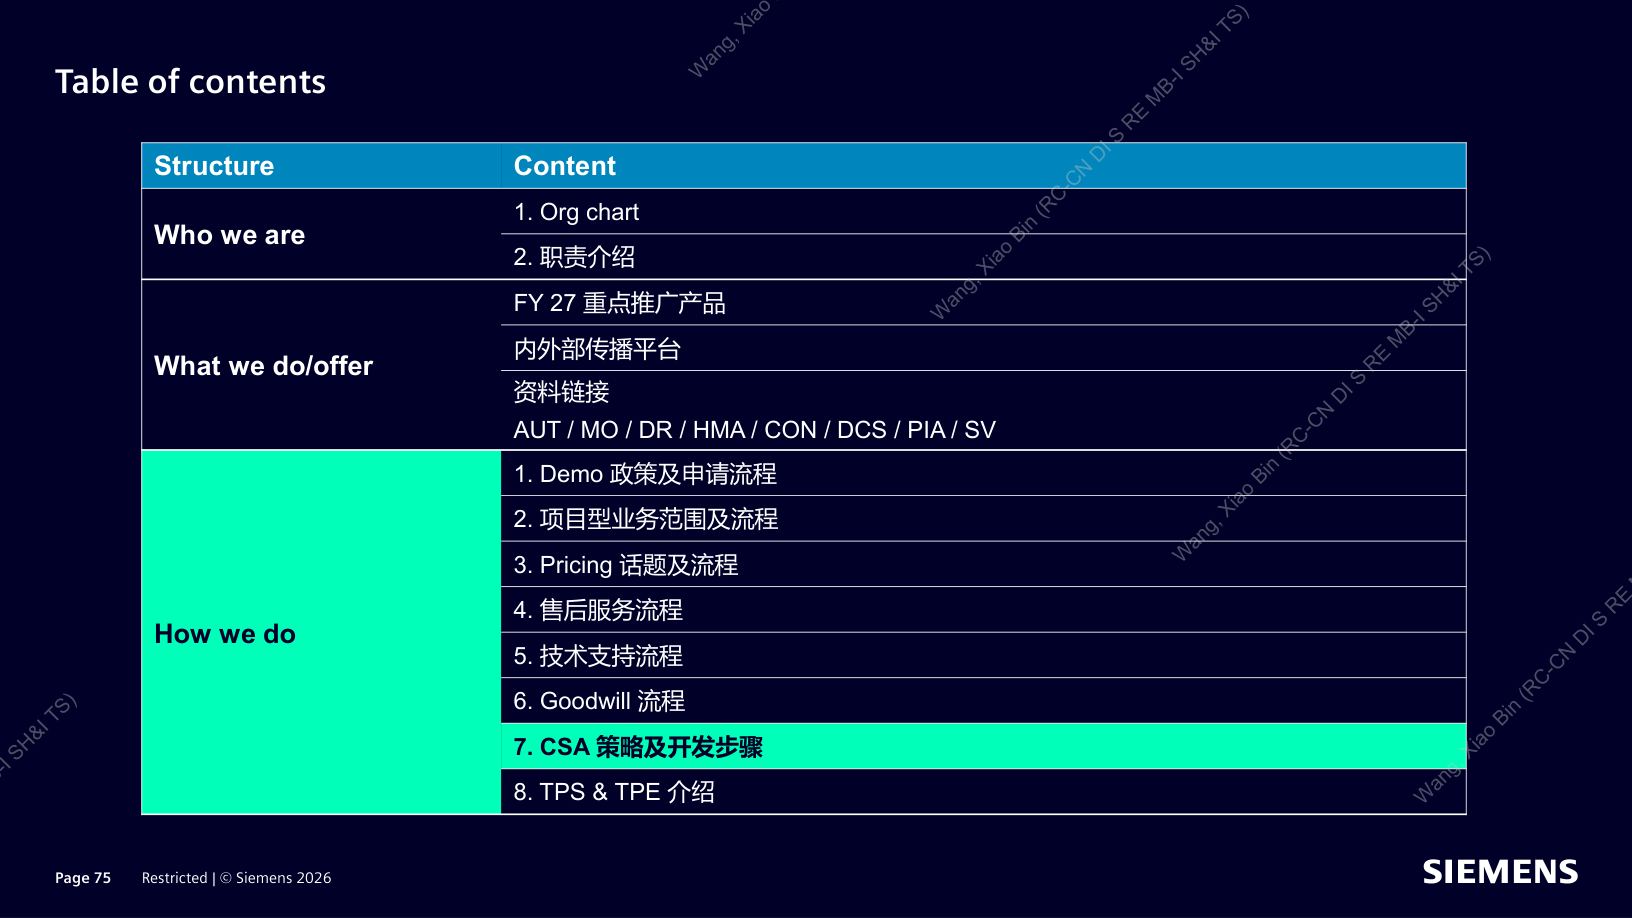 Table of contents
Structure
Content
Who we are
1. Org chart
2. 职责介绍
What we do/offer
FY 27 重点推广产品
内外部传播平台
资料链接
AUT / MO / DR / HMA / CON / DCS / PIA / SV
How we do
1. Demo 政策及申请流程
2. 项目型业务范围及流程
3. Pricing 话题及流程
4. 售后服务流程
5. 技术支持流程
6. Goodwill 流程
7. CSA 策略及开发步骤
8. TPS & TPE 介绍
Page 75
Restricted | © Siemens 2026
SIEMENS
Wang, Xiao
Wang, Xiao Bin (RC-CN DI S RE MB-I SH&I TS)
Wang, Xiao Bin (RC-CN DI S RE MB-I SH&I TS)
Wang, Xiao Bin (RC-CN DI S RE
-I SH&I TS)